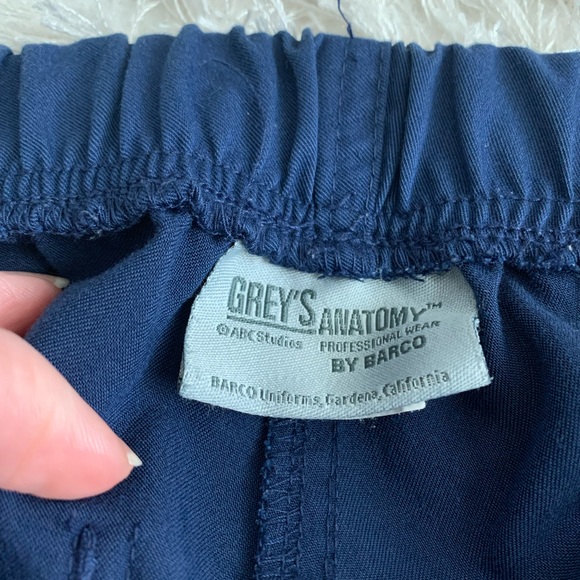 GREY'S ANATOMY™
© ABC Studios PROFESSIONAL WEAR
BY BARCO
BARCO Uniforms, Gardena, California